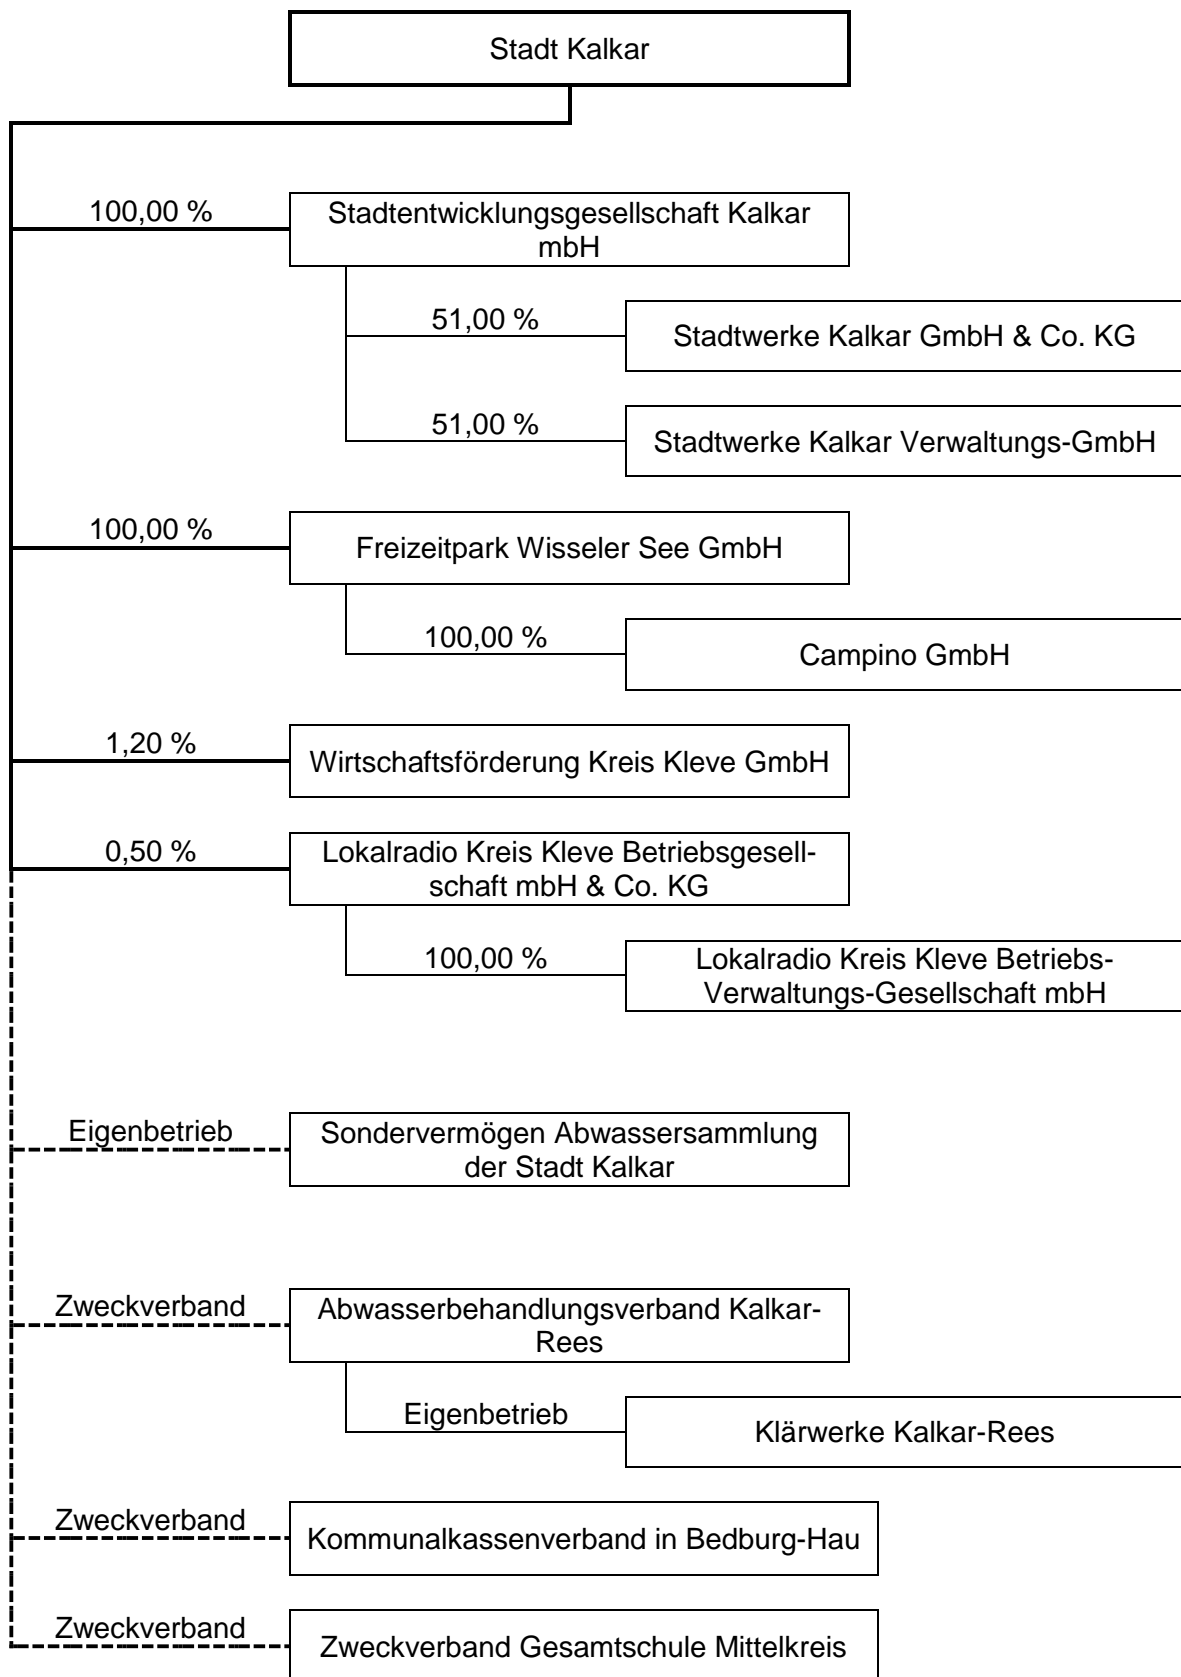 Stadt Kalkar
100,00 %
Stadtentwicklungsgesellschaft Kalkar
mbH
51,00 %
Stadtwerke Kalkar GmbH & Co. KG
51,00 %
Stadtwerke Kalkar Verwaltungs-GmbH
100,00 %
Freizeitpark Wisseler See GmbH
100,00 %
Campino GmbH
1,20 %
Wirtschaftsförderung Kreis Kleve GmbH
0,50 %
Lokalradio Kreis Kleve Betriebsgesell-
schaft mbH & Co. KG
100,00 %
Lokalradio Kreis Kleve Betriebs-
Verwaltungs-Gesellschaft mbH
Eigenbetrieb
Sondervermögen Abwassersammlung
der Stadt Kalkar
Zweckverband
Abwasserbehandlungsverband Kalkar-
Rees
Eigenbetrieb
Klärwerke Kalkar-Rees
Zweckverband
Kommunalkassenverband in Bedburg-Hau
Zweckverband
Zweckverband Gesamtschule Mittelkreis